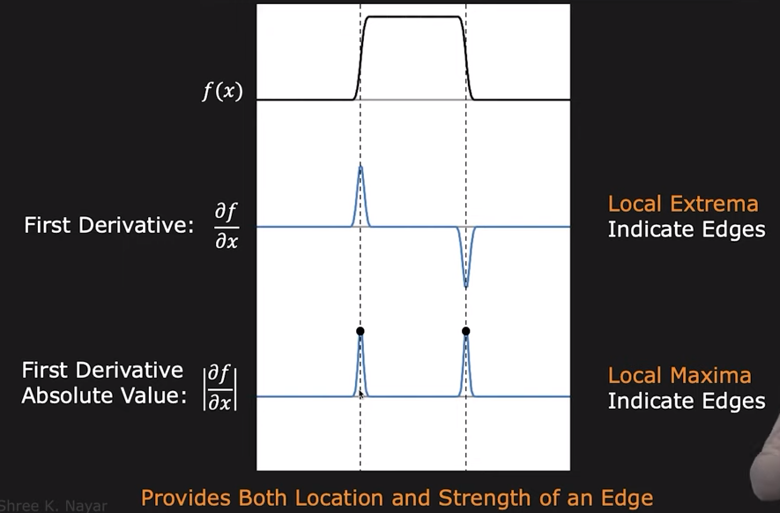 f(x)
First Derivative: ∂f/∂x
Local Extrema
Indicate Edges
First Derivative
Absolute Value: |∂f/∂x|
Local Maxima
Indicate Edges
Provides Both Location and Strength of an Edge
Shree K. Nayar